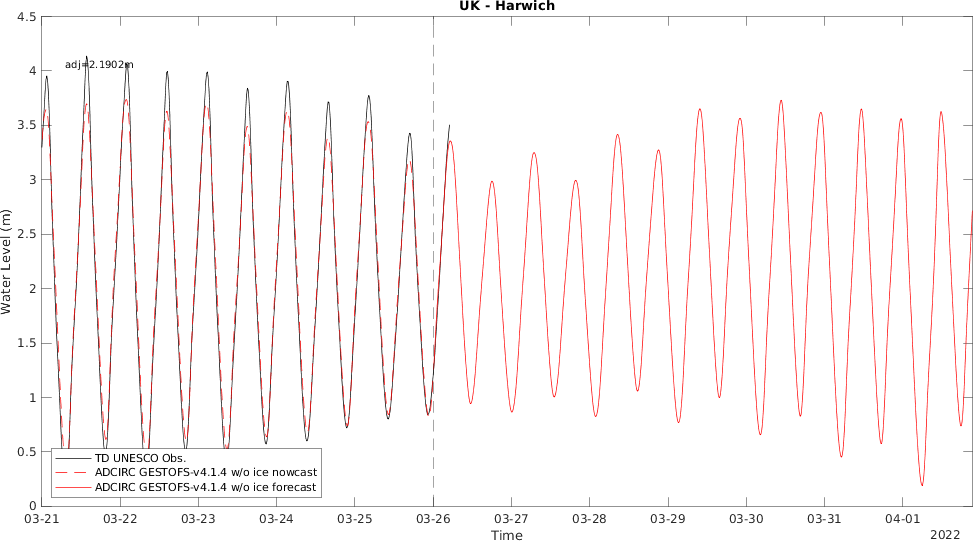 UK - Harwich
4.5
4
3.5
3
2.5
2
1.5
1
0.5
0
Water Level (m)
adj=2.1902m
TD UNESCO Obs.
ADCIRC GESTOFS-v4.1.4 w/o ice nowcast
ADCIRC GESTOFS-v4.1.4 w/o ice forecast
03-21 03-22 03-23 03-24 03-25 03-26 03-27 03-28 03-29 03-30 03-31 04-01
Time
2022